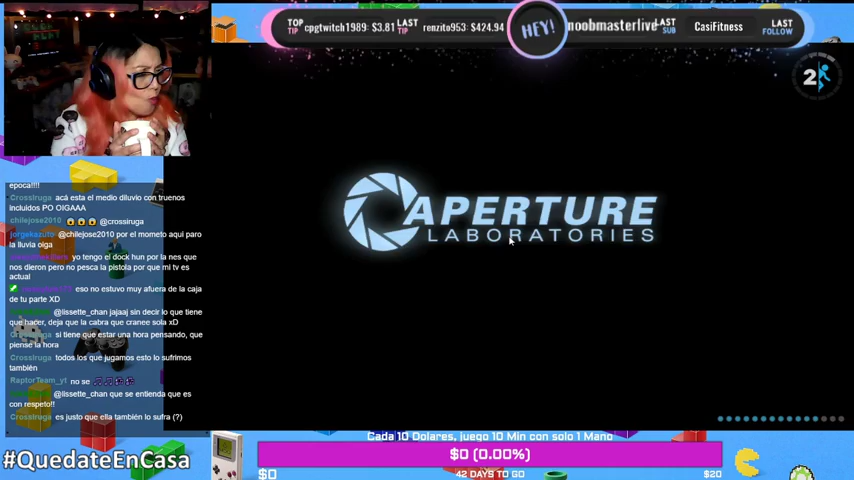 TOP TIP cpgtwitch1989: $3.81 LAST TIP renzito953: $424.94 HEY! noobmasterlive LAST SUB CasiFitness LAST FOLLOW
2
APERTURE
LABORATORIES
epoca!!!!
CrossIruga acá esta el medio diluvio con truenos
incluidos PO OIGAAA
chilejose2010 @crossiruga
jorgekazuto @chilejose2010 por el mometo aqui paro
la lluvia oiga
yo tengo el dock hun por la nes que
nos dieron pero no pesca la pistola por que mi tv es
actual
eso no estuvo muy afuera de la caja
de tu parte XD
@lissette_chan jajaaj sin decir lo que tiene
que hacer, deja que la cabra que cranee sola xD
CrossIruga si tiene que estar una hora pensando, que
piense la hora
CrossIruga todos los que jugamos esto lo sufrimos
también
RaptorTeam_yt no se
@lissette_chan que se entienda que es
con respeto!!
CrossIruga es justo que ella también lo sufra (?)
#QuedateEnCasa
Cada 10 Dolares, juego 10 Min con solo 1 Mano
$0 (0.00%)
$0 42 DAYS TO GO $20